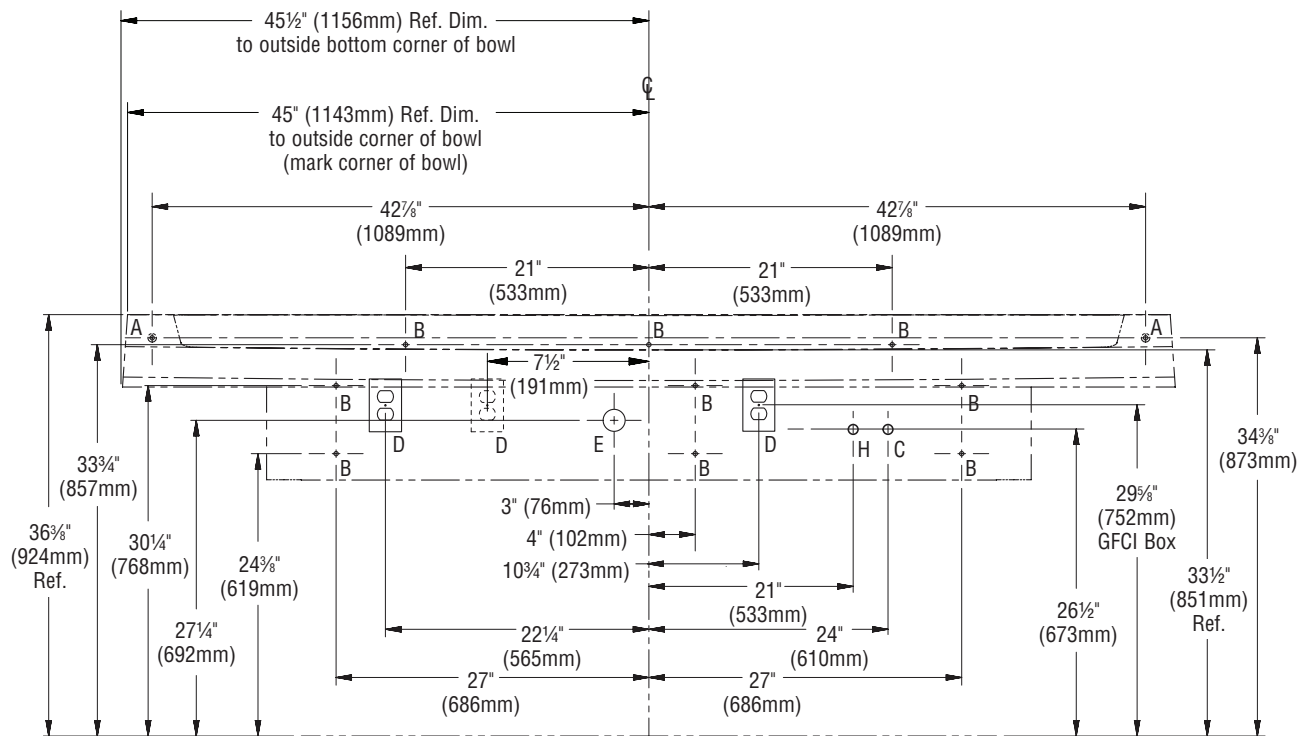 45½" (1156mm) Ref. Dim.
to outside bottom corner of bowl
℄
45" (1143mm) Ref. Dim.
to outside corner of bowl
(mark corner of bowl)
42⅞"
(1089mm)
42⅞"
(1089mm)
21"
(533mm)
21"
(533mm)
A
B
B
B
A
7½"
(191mm)
B
B
B
D
D
E
D
H
C
B
B
B
33¾"
(857mm)
36⅜"
(924mm)
Ref.
30¼"
(768mm)
24⅜"
(619mm)
27¼"
(692mm)
3" (76mm)
4" (102mm)
10¾" (273mm)
21"
(533mm)
22¼"
(565mm)
24"
(610mm)
27"
(686mm)
27"
(686mm)
34⅜"
(873mm)
29⅝"
(752mm)
GFCI Box
33½"
(851mm)
Ref.
26½"
(673mm)